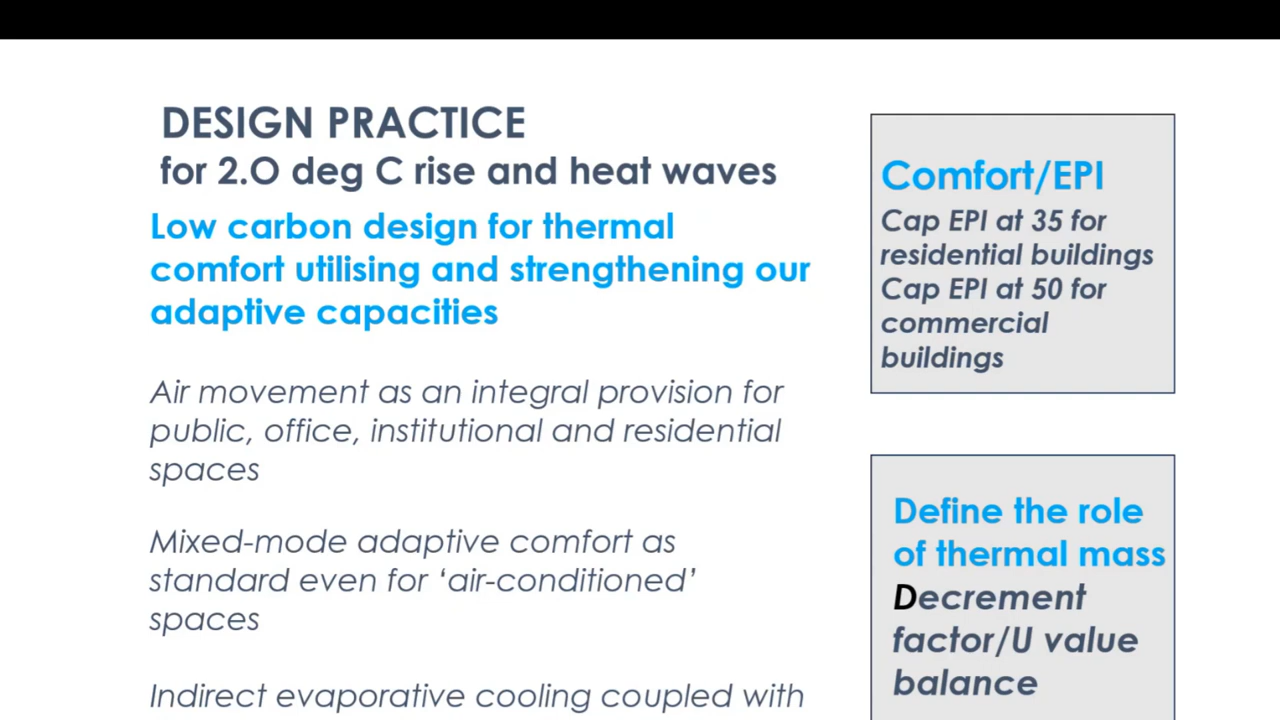 DESIGN PRACTICE
for 2.O deg C rise and heat waves
Low carbon design for thermal
comfort utilising and strengthening our
adaptive capacities
Air movement as an integral provision for
public, office, institutional and residential
spaces
Mixed-mode adaptive comfort as
standard even for ‘air-conditioned’
spaces
Indirect evaporative cooling coupled with
Comfort/EPI
Cap EPI at 35 for
residential buildings
Cap EPI at 50 for
commercial
buildings
Define the role
of thermal mass
Decrement
factor/U value
balance